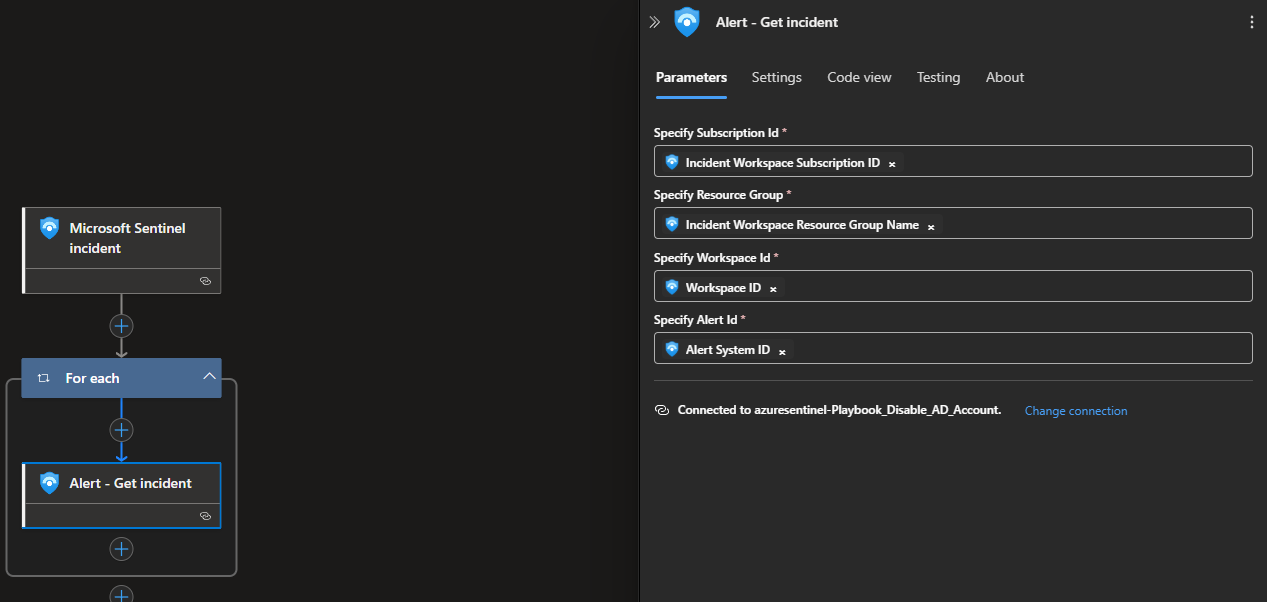 Microsoft Sentinel
incident
For each
Alert - Get incident
Alert - Get incident
Parameters Settings Code view Testing About
Specify Subscription Id *
Incident Workspace Subscription ID ×
Specify Resource Group *
Incident Workspace Resource Group Name ×
Specify Workspace Id *
Workspace ID ×
Specify Alert Id *
Alert System ID ×
Connected to azuresentinel-Playbook_Disable_AD_Account. Change connection